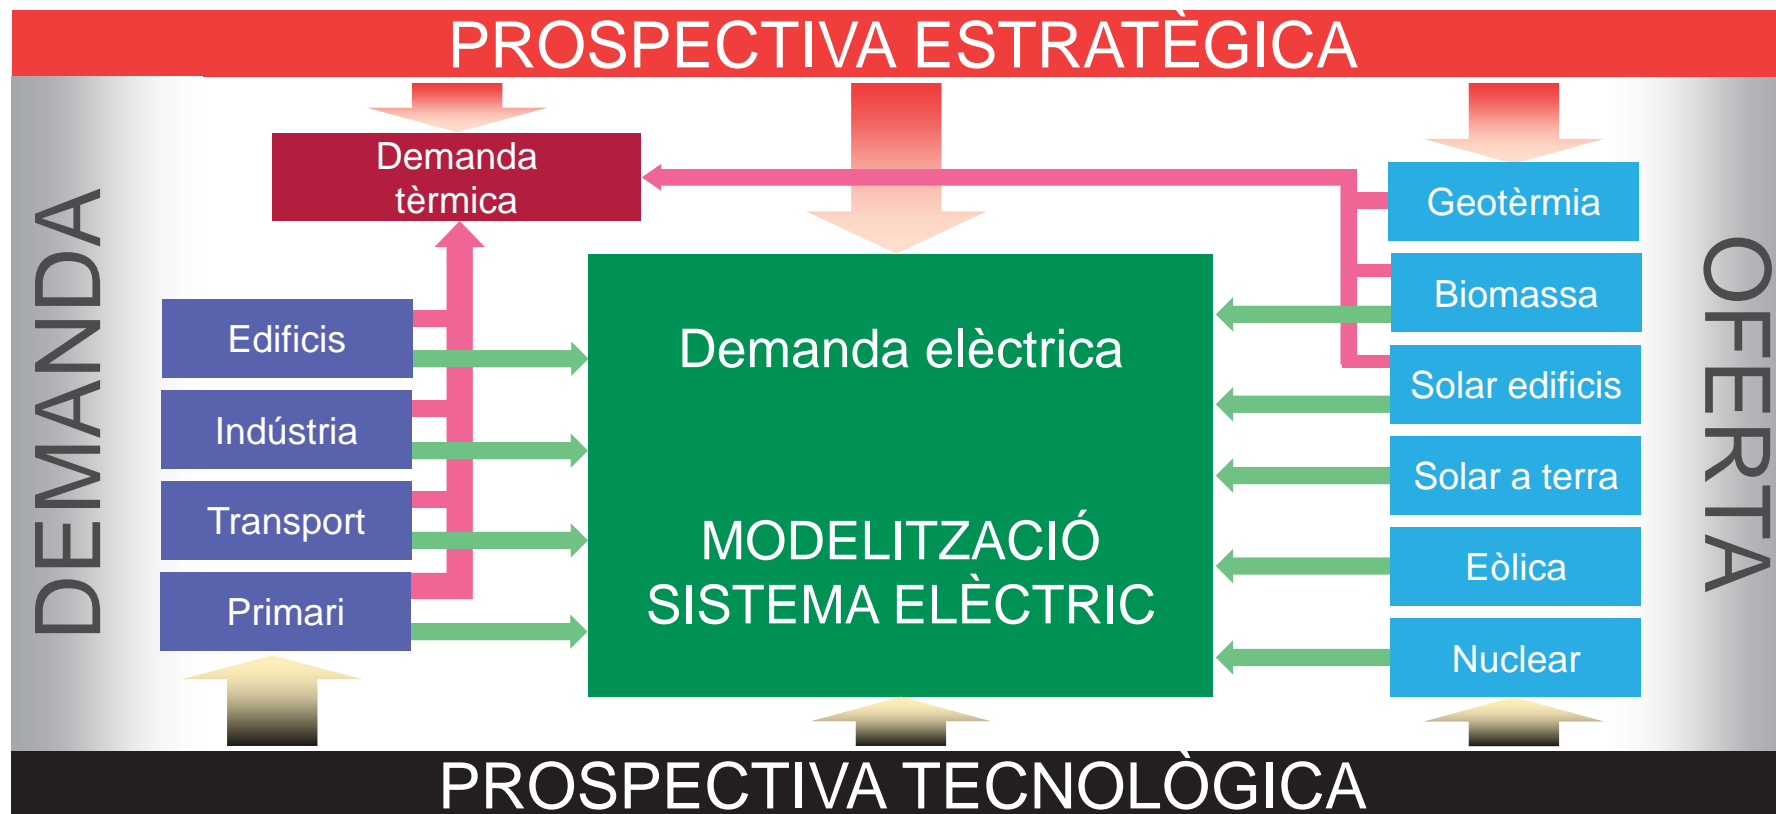 PROSPECTIVA ESTRATÈGICA
DEMANDA
Demanda
tèrmica
Edificis
Indústria
Transport
Primari
Demanda elèctrica
MODELITZACIÓ
SISTEMA ELÈCTRIC
Geotèrmia
Biomassa
Solar edificis
Solar a terra
Eòlica
Nuclear
OFERTA
PROSPECTIVA TECNOLÒGICA